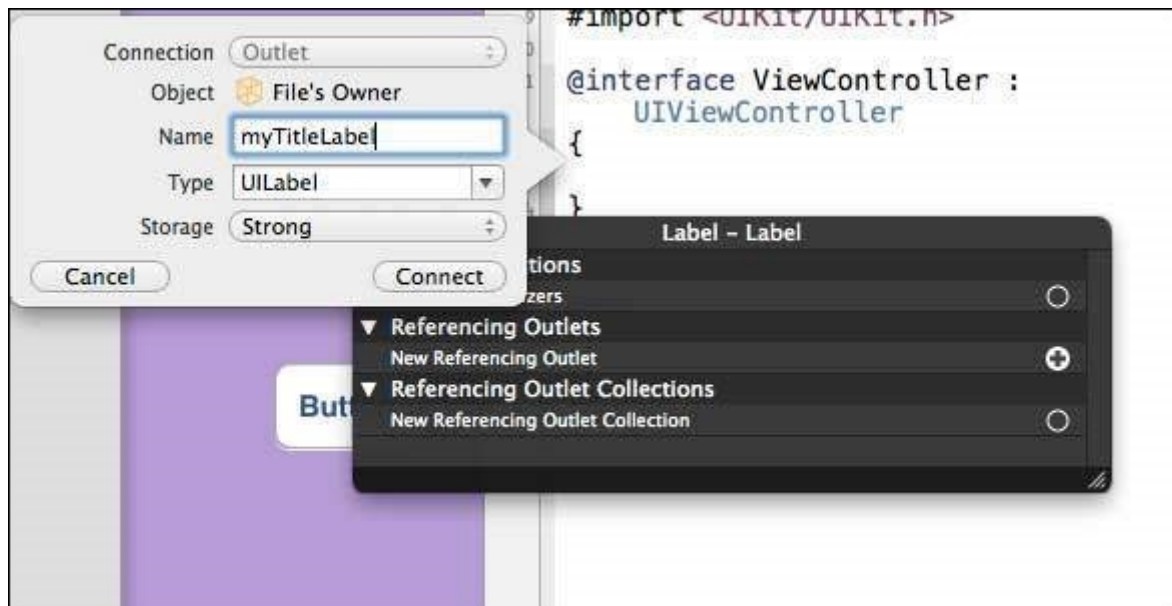 Connection Outlet
Object File's Owner
Name myTitleLabel
Type UILabel
Storage Strong
Cancel Connect
9 #import <UIKit/UIKit.h>
@interface ViewController :
UIViewController
{
}
Label – Label
▼ Referencing Outlets
New Referencing Outlet
▼ Referencing Outlet Collections
New Referencing Outlet Collection